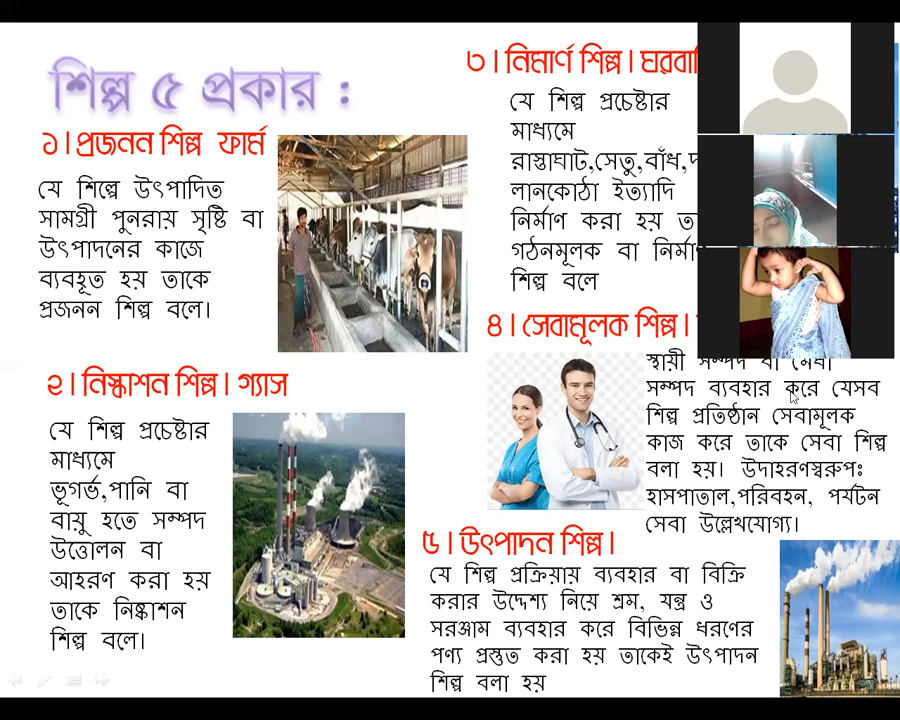 শিল্প ৫ প্রকার :
১। প্রজনন শিল্প ফার্ম
যে শিল্পে উৎপাদিত
সামগ্রী পুনরায় সৃষ্টি বা
উৎপাদনের কাজে
ব্যবহূত হয় তাকে
প্রজনন শিল্প বলে।
২। নিস্কাশন শিল্প। গ্যাস
যে শিল্প প্রচেষ্টার
মাধ্যমে
ভূগর্ভ,পানি বা
বায়ু হতে সম্পদ
উত্তোলন বা
আহরণ করা হয়
তাকে নিষ্কাশন
শিল্প বলে।
৩। নিমার্ণ শিল্প।
যে শিল্প প্রচেষ্টার
মাধ্যমে
রাস্তাঘাট,সেতু,বাঁধ,
লানকোঠা ইত্যাদি
নির্মাণ করা হয়
গঠনমূলক বা
শিল্প বলে
৪। সেবামূলক শিল্প।
স্থায়ী সম্পদ বা মেধা
সম্পদ ব্যবহার করে যেসব
শিল্প প্রতিষ্ঠান সেবামূলক
কাজ করে তাকে সেবা শিল্প
বলা হয়। উদাহরণস্বরুপঃ
হাসপাতাল,পরিবহন, পর্যটন
সেবা উল্লেখযোগ্য।
৫। উৎপাদন শিল্প।
যে শিল্প প্রক্রিয়ায় ব্যবহার বা বিক্রি
করার উদ্দেশ্য নিয়ে শ্রম, যন্ত্র ও
সরঞ্জাম ব্যবহার করে বিভিন্ন ধরণের
পণ্য প্রস্তুত করা হয় তাকেই উৎপাদন
শিল্প বলা হয়